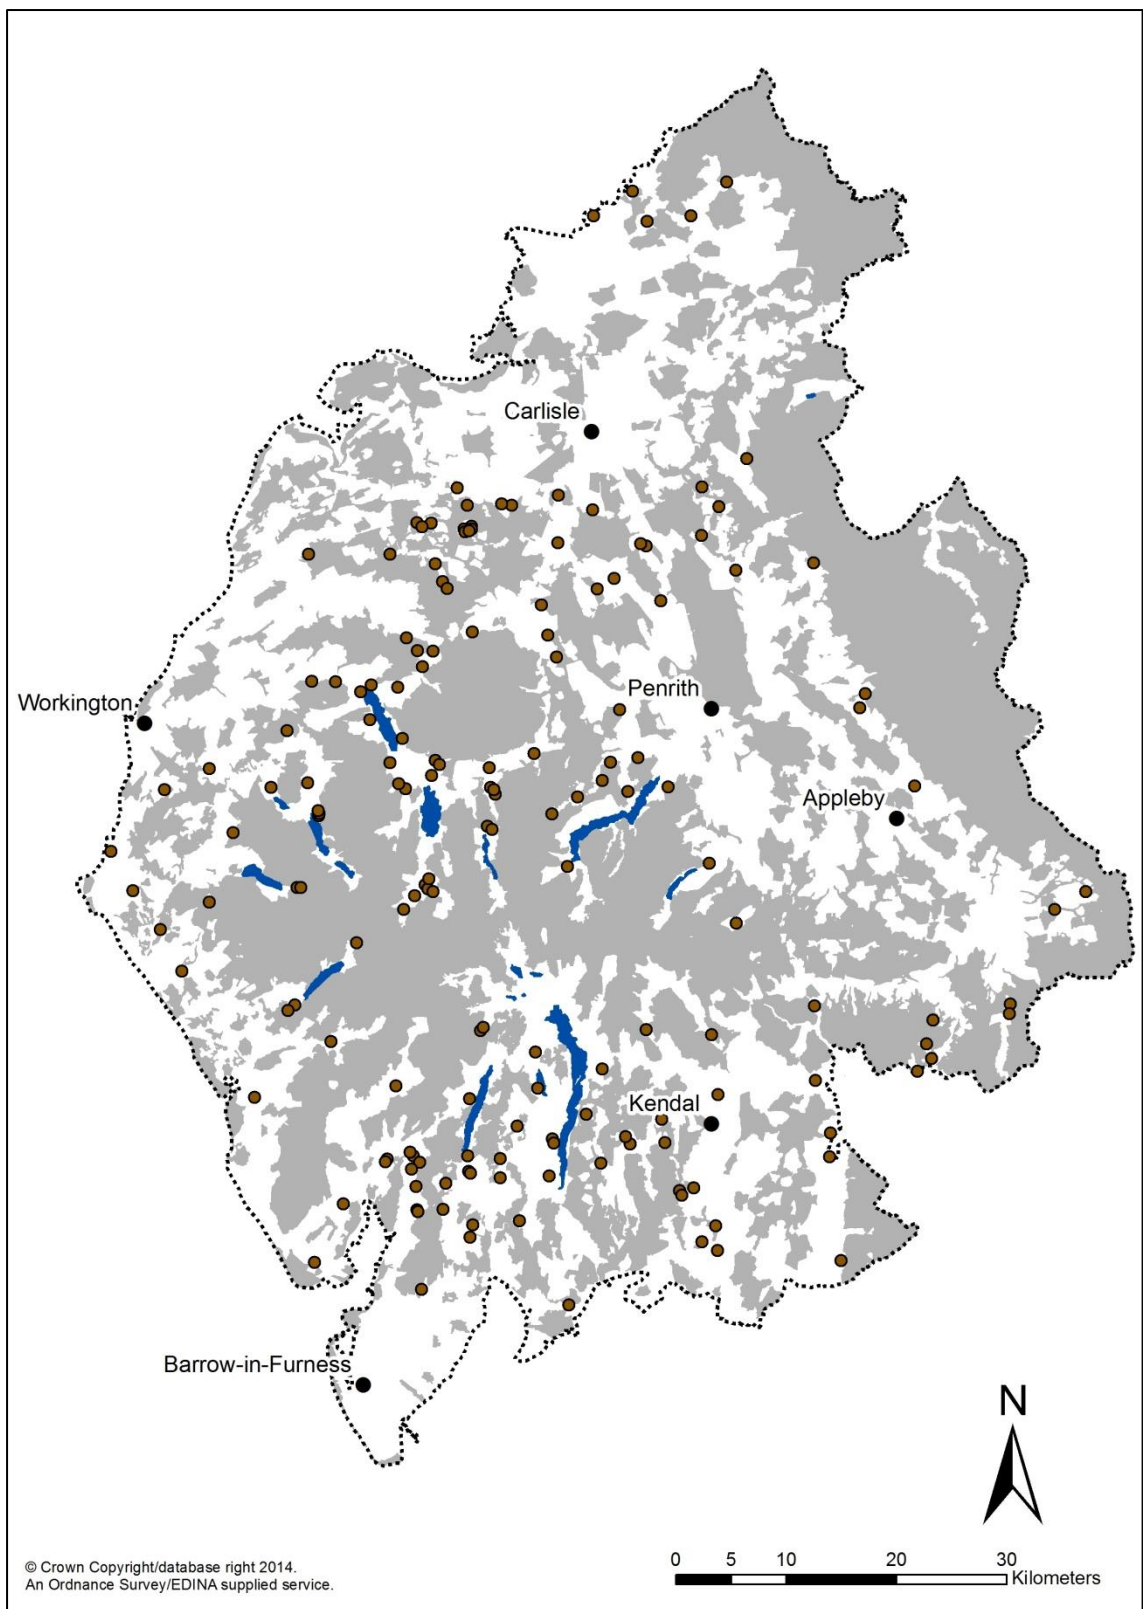 Carlisle
Penrith
Workington
Appleby
Kendal
Barrow-in-Furness
N
© Crown Copyright/database right 2014.
An Ordnance Survey/EDINA supplied service.
0 5 10 20 30
Kilometers